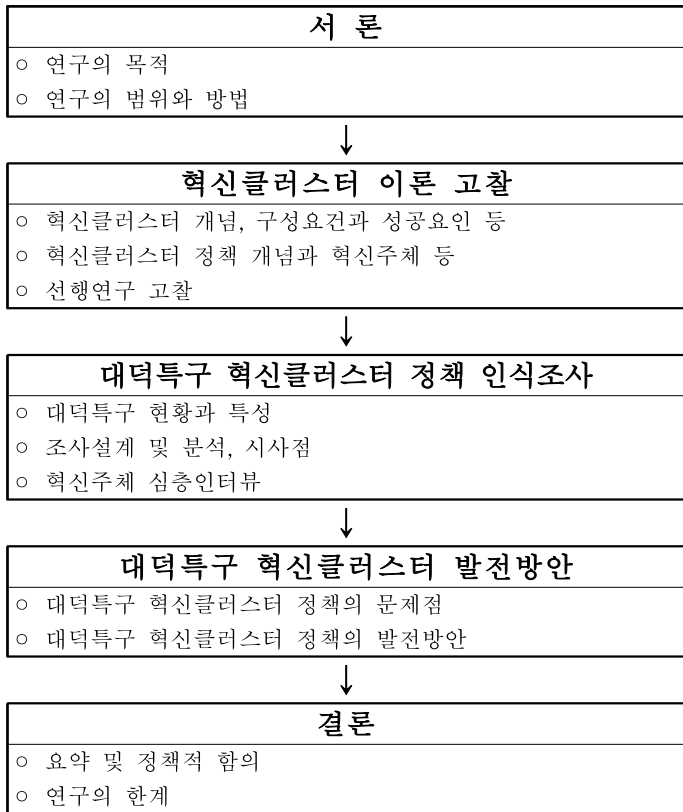 서 론
○ 연구의 목적
○ 연구의 범위와 방법
↓
혁신클러스터 이론 고찰
○ 혁신클러스터 개념, 구성요건과 성공요인 등
○ 혁신클러스터 정책 개념과 혁신주체 등
○ 선행연구 고찰
↓
대덕특구 혁신클러스터 정책 인식조사
○ 대덕특구 현황과 특성
○ 조사설계 및 분석, 시사점
○ 혁신주체 심층인터뷰
↓
대덕특구 혁신클러스터 발전방안
○ 대덕특구 혁신클러스터 정책의 문제점
○ 대덕특구 혁신클러스터 정책의 발전방안
↓
결론
○ 요약 및 정책적 함의
○ 연구의 한계